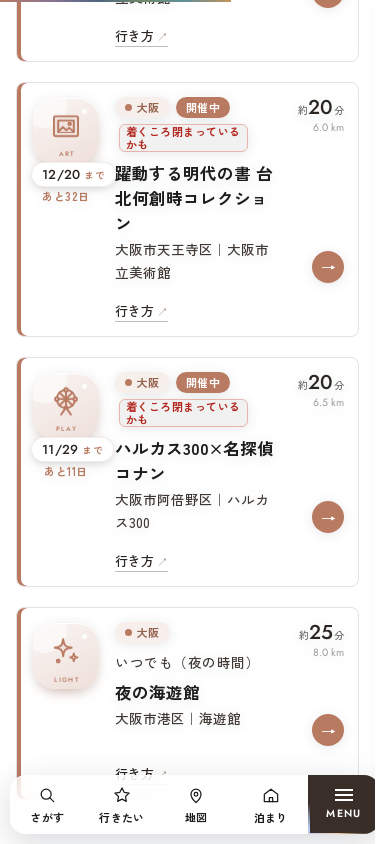 行き方 ↗
ART
12/20 まで
あと32日
大阪
開催中
着くころ閉まっている
かも
躍動する明代の書 台
北何創時コレクショ
ン
大阪市天王寺区｜大阪市
立美術館
行き方 ↗
約20分
6.0 km
→
PLAY
11/29 まで
あと11日
大阪
開催中
着くころ閉まっている
かも
ハルカス300×名探偵
コナン
大阪市阿倍野区｜ハルカ
ス300
行き方 ↗
約20分
6.5 km
→
LIGHT
大阪
いつでも（夜の時間）
夜の海遊館
大阪市港区｜海遊館
行き方 ↗
約25分
8.0 km
→
さがす
行きたい
地図
泊まり
MENU